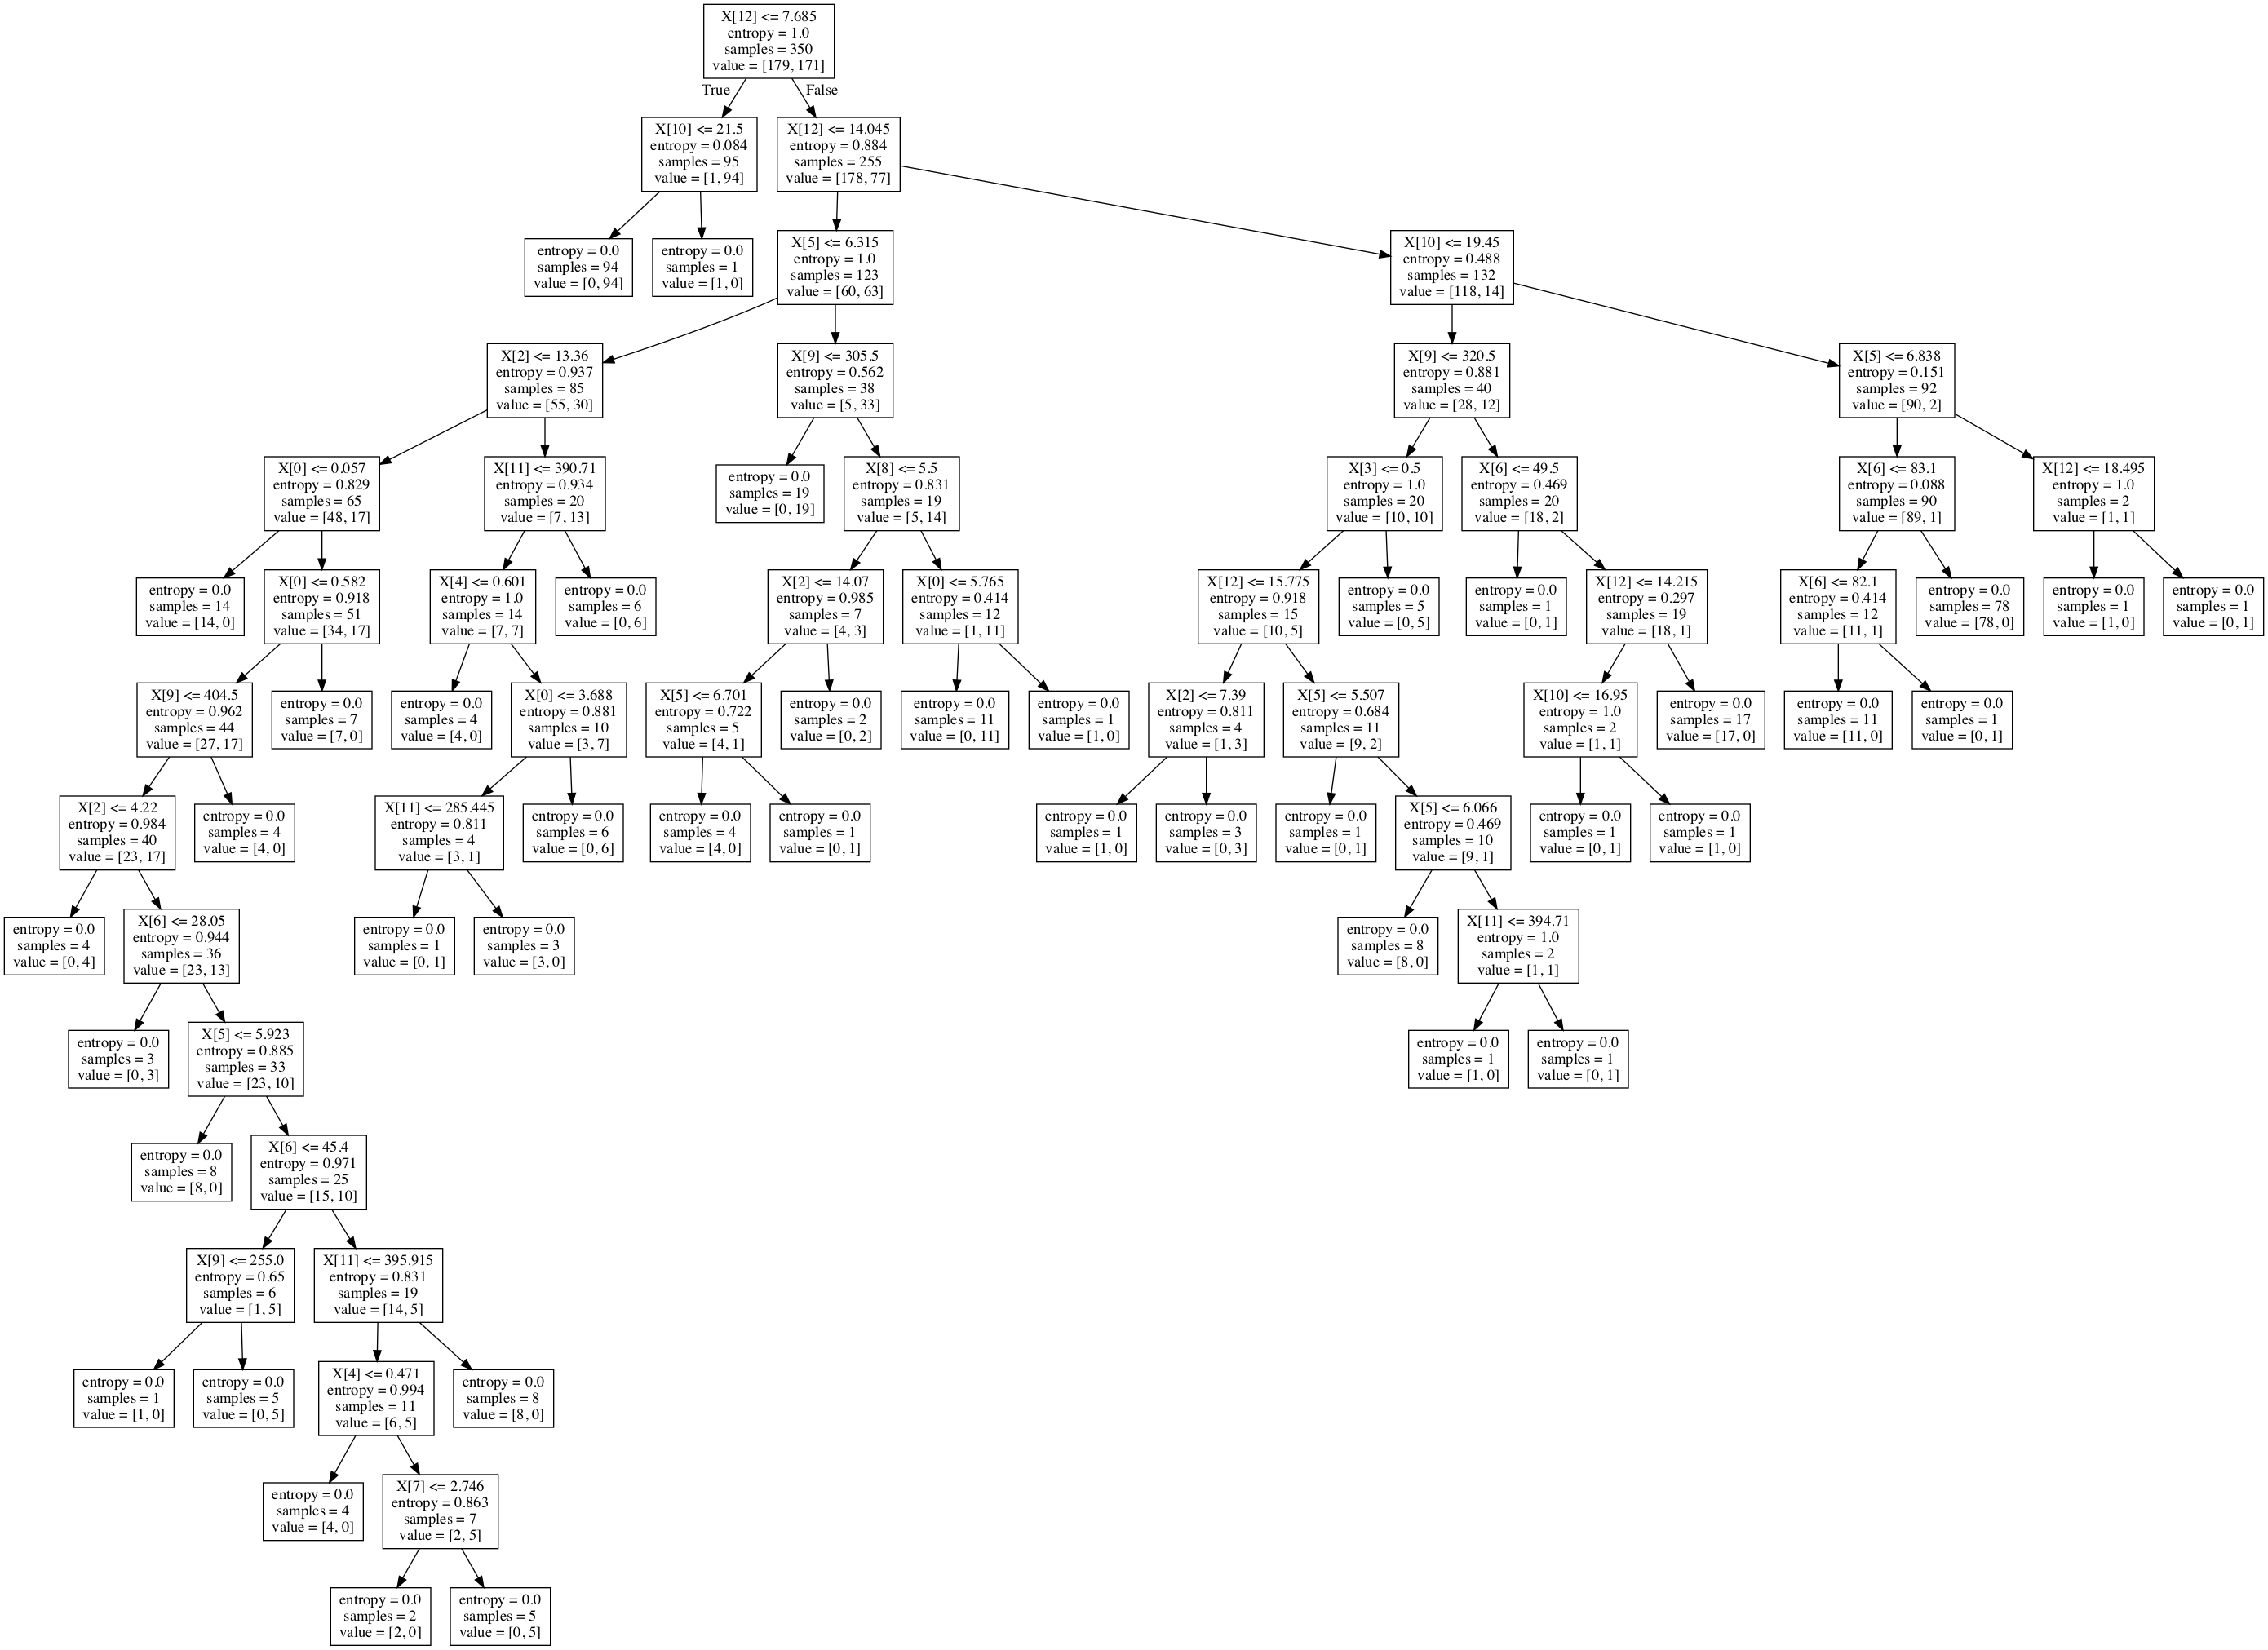 X[12] <= 7.685
entropy = 1.0
samples = 350
value = [179, 171]
True
False
X[10] <= 21.5
entropy = 0.084
samples = 95
value = [1, 94]
X[12] <= 14.045
entropy = 0.884
samples = 255
value = [178, 77]
entropy = 0.0
samples = 94
value = [0, 94]
entropy = 0.0
samples = 1
value = [1, 0]
X[5] <= 6.315
entropy = 1.0
samples = 123
value = [60, 63]
X[10] <= 19.45
entropy = 0.488
samples = 132
value = [118, 14]
X[2] <= 13.36
entropy = 0.937
samples = 85
value = [55, 30]
X[9] <= 305.5
entropy = 0.562
samples = 38
value = [5, 33]
X[9] <= 320.5
entropy = 0.881
samples = 40
value = [28, 12]
X[5] <= 6.838
entropy = 0.151
samples = 92
value = [90, 2]
X[0] <= 0.057
entropy = 0.829
samples = 65
value = [48, 17]
X[11] <= 390.71
entropy = 0.934
samples = 20
value = [7, 13]
entropy = 0.0
samples = 19
value = [0, 19]
X[8] <= 5.5
entropy = 0.831
samples = 19
value = [5, 14]
X[3] <= 0.5
entropy = 1.0
samples = 20
value = [10, 10]
X[6] <= 49.5
entropy = 0.469
samples = 20
value = [18, 2]
X[6] <= 83.1
entropy = 0.088
samples = 90
value = [89, 1]
X[12] <= 18.495
entropy = 1.0
samples = 2
value = [1, 1]
entropy = 0.0
samples = 14
value = [14, 0]
X[0] <= 0.582
entropy = 0.918
samples = 51
value = [34, 17]
X[4] <= 0.601
entropy = 1.0
samples = 14
value = [7, 7]
entropy = 0.0
samples = 6
value = [0, 6]
X[2] <= 14.07
entropy = 0.985
samples = 7
value = [4, 3]
X[0] <= 5.765
entropy = 0.414
samples = 12
value = [1, 11]
X[12] <= 15.775
entropy = 0.918
samples = 15
value = [10, 5]
entropy = 0.0
samples = 5
value = [0, 5]
entropy = 0.0
samples = 1
value = [0, 1]
X[12] <= 14.215
entropy = 0.297
samples = 19
value = [18, 1]
X[6] <= 82.1
entropy = 0.414
samples = 12
value = [11, 1]
entropy = 0.0
samples = 78
value = [78, 0]
entropy = 0.0
samples = 1
value = [1, 0]
entropy = 0.0
samples = 1
value = [0, 1]
X[9] <= 404.5
entropy = 0.962
samples = 44
value = [27, 17]
entropy = 0.0
samples = 7
value = [7, 0]
entropy = 0.0
samples = 4
value = [4, 0]
X[0] <= 3.688
entropy = 0.881
samples = 10
value = [3, 7]
X[5] <= 6.701
entropy = 0.722
samples = 5
value = [4, 1]
entropy = 0.0
samples = 2
value = [0, 2]
entropy = 0.0
samples = 11
value = [0, 11]
entropy = 0.0
samples = 1
value = [1, 0]
X[2] <= 7.39
entropy = 0.811
samples = 4
value = [1, 3]
X[5] <= 5.507
entropy = 0.684
samples = 11
value = [9, 2]
X[10] <= 16.95
entropy = 1.0
samples = 2
value = [1, 1]
entropy = 0.0
samples = 17
value = [17, 0]
entropy = 0.0
samples = 11
value = [11, 0]
entropy = 0.0
samples = 1
value = [0, 1]
X[2] <= 4.22
entropy = 0.984
samples = 40
value = [23, 17]
entropy = 0.0
samples = 4
value = [4, 0]
X[11] <= 285.445
entropy = 0.811
samples = 4
value = [3, 1]
entropy = 0.0
samples = 6
value = [0, 6]
entropy = 0.0
samples = 4
value = [4, 0]
entropy = 0.0
samples = 1
value = [0, 1]
entropy = 0.0
samples = 1
value = [1, 0]
entropy = 0.0
samples = 3
value = [0, 3]
entropy = 0.0
samples = 1
value = [0, 1]
X[5] <= 6.066
entropy = 0.469
samples = 10
value = [9, 1]
entropy = 0.0
samples = 1
value = [0, 1]
entropy = 0.0
samples = 1
value = [1, 0]
entropy = 0.0
samples = 4
value = [0, 4]
X[6] <= 28.05
entropy = 0.944
samples = 36
value = [23, 13]
entropy = 0.0
samples = 1
value = [0, 1]
entropy = 0.0
samples = 3
value = [3, 0]
entropy = 0.0
samples = 8
value = [8, 0]
X[11] <= 394.71
entropy = 1.0
samples = 2
value = [1, 1]
entropy = 0.0
samples = 3
value = [0, 3]
X[5] <= 5.923
entropy = 0.885
samples = 33
value = [23, 10]
entropy = 0.0
samples = 1
value = [1, 0]
entropy = 0.0
samples = 1
value = [0, 1]
entropy = 0.0
samples = 8
value = [8, 0]
X[6] <= 45.4
entropy = 0.971
samples = 25
value = [15, 10]
X[9] <= 255.0
entropy = 0.65
samples = 6
value = [1, 5]
X[11] <= 395.915
entropy = 0.831
samples = 19
value = [14, 5]
entropy = 0.0
samples = 1
value = [1, 0]
entropy = 0.0
samples = 5
value = [0, 5]
X[4] <= 0.471
entropy = 0.994
samples = 11
value = [6, 5]
entropy = 0.0
samples = 8
value = [8, 0]
entropy = 0.0
samples = 4
value = [4, 0]
X[7] <= 2.746
entropy = 0.863
samples = 7
value = [2, 5]
entropy = 0.0
samples = 2
value = [2, 0]
entropy = 0.0
samples = 5
value = [0, 5]